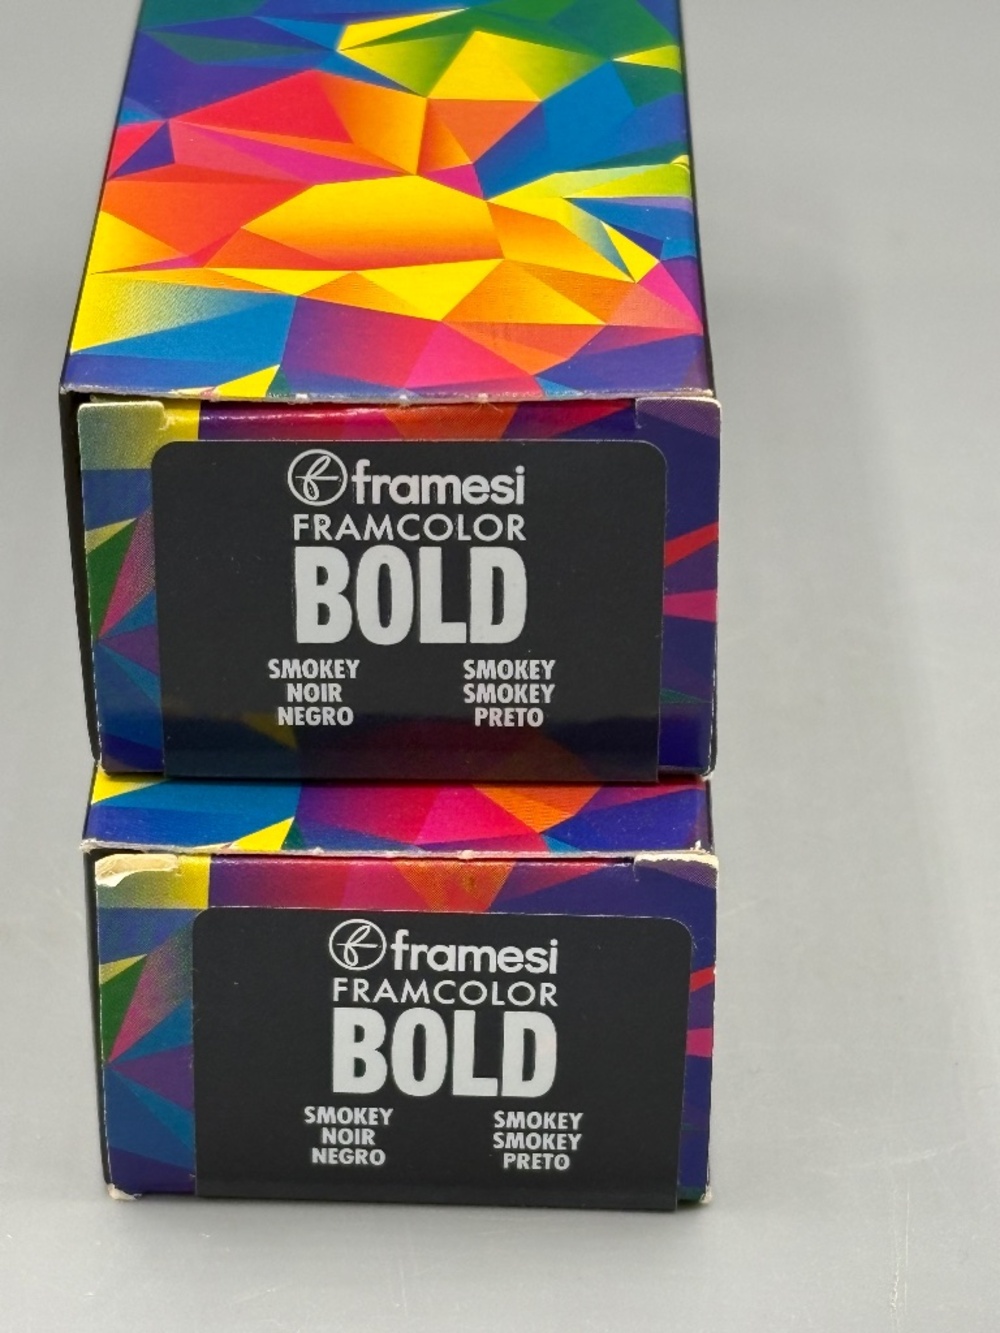 framesi
FRAMCOLOR
BOLD
SMOKEY SMOKEY
NOIR SMOKEY
NEGRO PRETO
framesi
FRAMCOLOR
BOLD
SMOKEY SMOKEY
NOIR SMOKEY
NEGRO PRETO